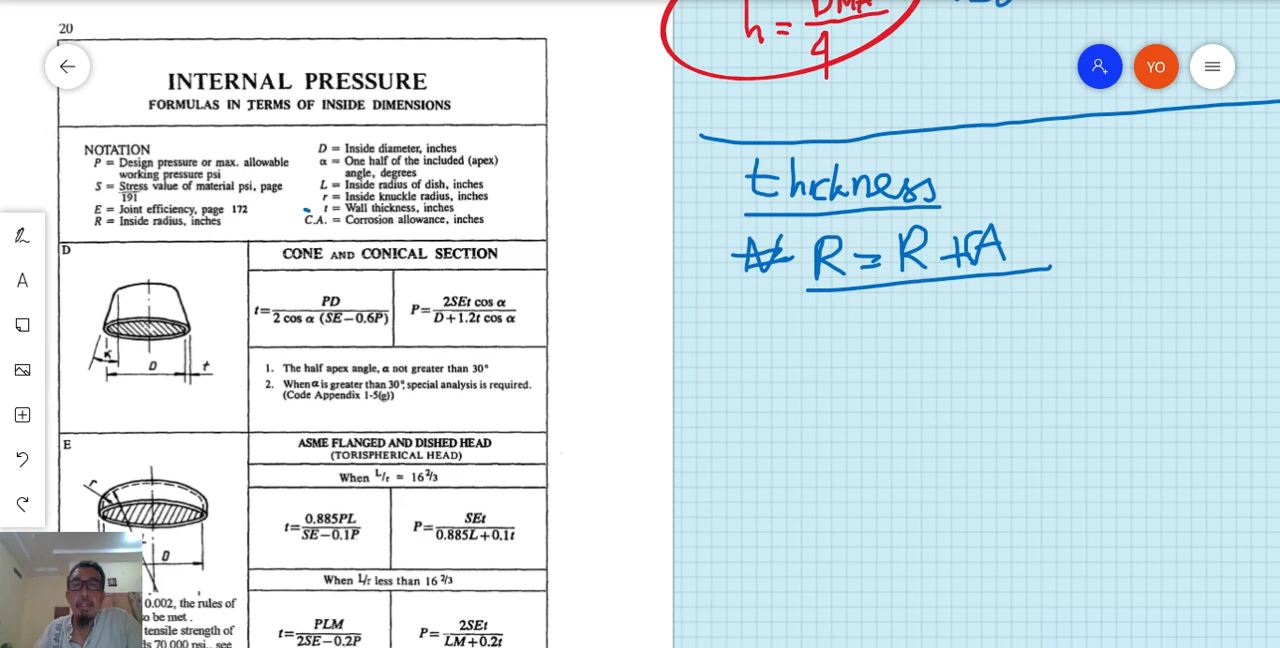 20
INTERNAL PRESSURE
FORMULAS IN TERMS OF INSIDE DIMENSIONS
NOTATION
P = Design pressure or max. allowable
working pressure psi
S = Stress value of material psi, page
191
E = Joint efficiency, page 172
R = Inside radius, inches
D = Inside diameter, inches
α = One half of the included (apex)
angle, degrees
L = Inside radius of dish, inches
r = Inside knuckle radius, inches
t = Wall thickness, inches
C.A. = Corrosion allowance, inches
D
CONE AND CONICAL SECTION
t= PD / 2 cos α (SE−0.6P)
P= 2SEt cos α / D+1.2t cos α
1. The half apex angle, α not greater than 30°
2. When α is greater than 30°, special analysis is required.
(Code Appendix 1-5(g))
α
D
t
E
ASME FLANGED AND DISHED HEAD
(TORISPHERICAL HEAD)
When L/r = 16 2/3
t= 0.885PL / SE−0.1P
P= SEt / 0.885L+0.1t
When L/r less than 16 2/3
t= PLM / 2SE−0.2P
P= 2SEt / LM+0.2t
r
D
0.002, the rules of
o be met .
tensile strength of
ds 70,000 psi., see
h =
4
thickness
R = R + CA
YO
A